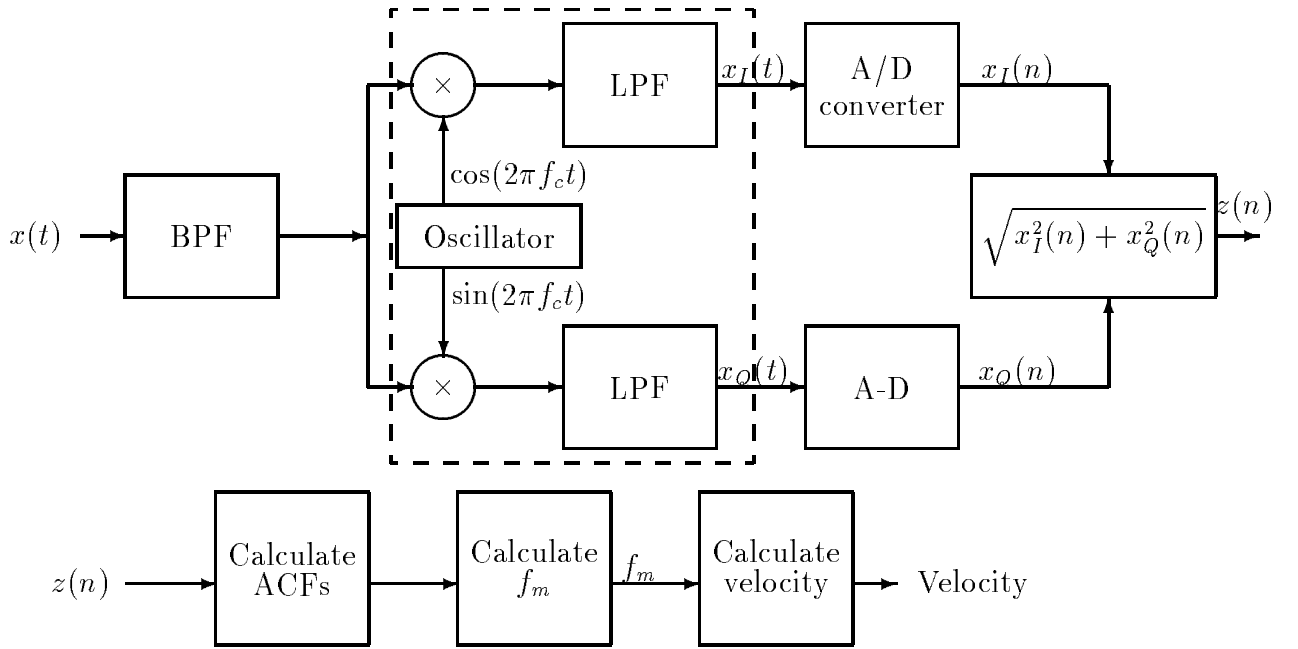 x(t)
BPF
×
LPF
x_I(t)
A/D
converter
x_I(n)
cos(2πf_ct)
Oscillator
sin(2πf_ct)
×
LPF
x_Q(t)
A-D
x_Q(n)
√x_I²(n) + x_Q²(n)
z(n)
z(n)
Calculate
ACFs
Calculate
f_m
f_m
Calculate
velocity
Velocity